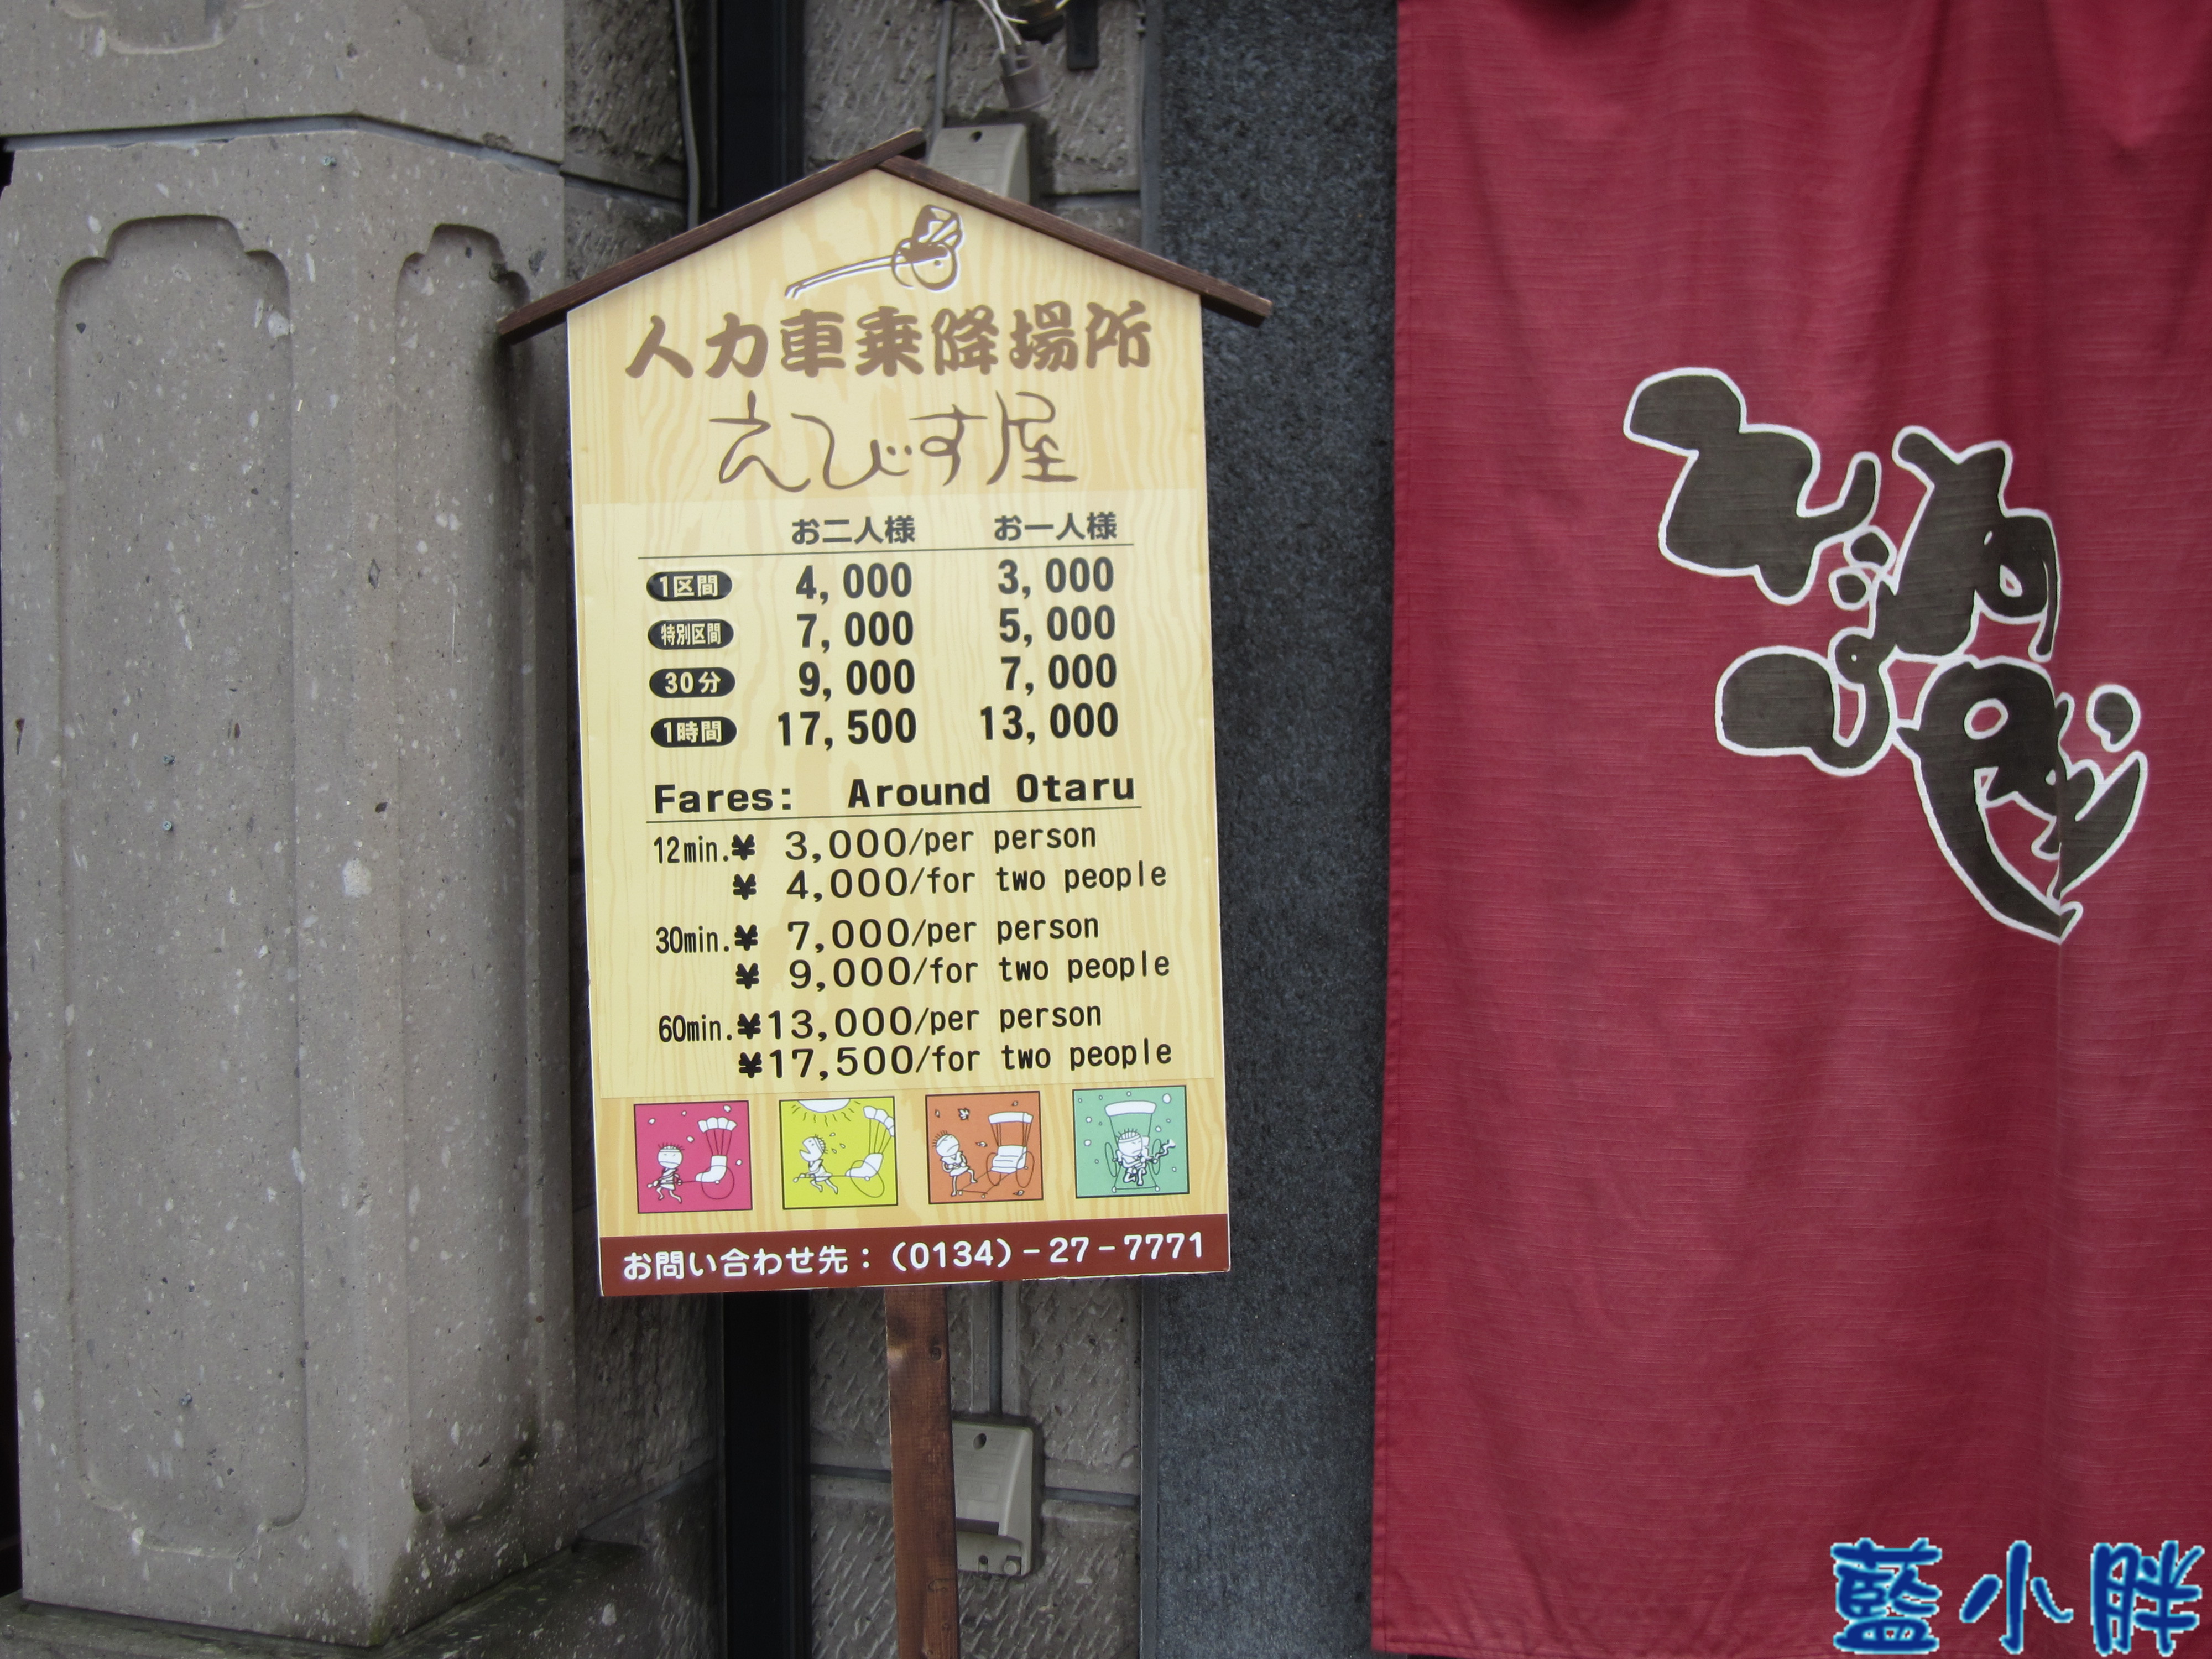 人力車乗降場所
えびす屋
お二人様 お一人様
1区間 4,000 3,000
特別区間 7,000 5,000
30分 9,000 7,000
1時間 17,500 13,000
Fares: Around Otaru
12min.¥ 3,000/per person
¥ 4,000/for two people
30min.¥ 7,000/per person
¥ 9,000/for two people
60min.¥13,000/per person
¥17,500/for two people
お問い合わせ先：(0134)-27-7771
藍小胖